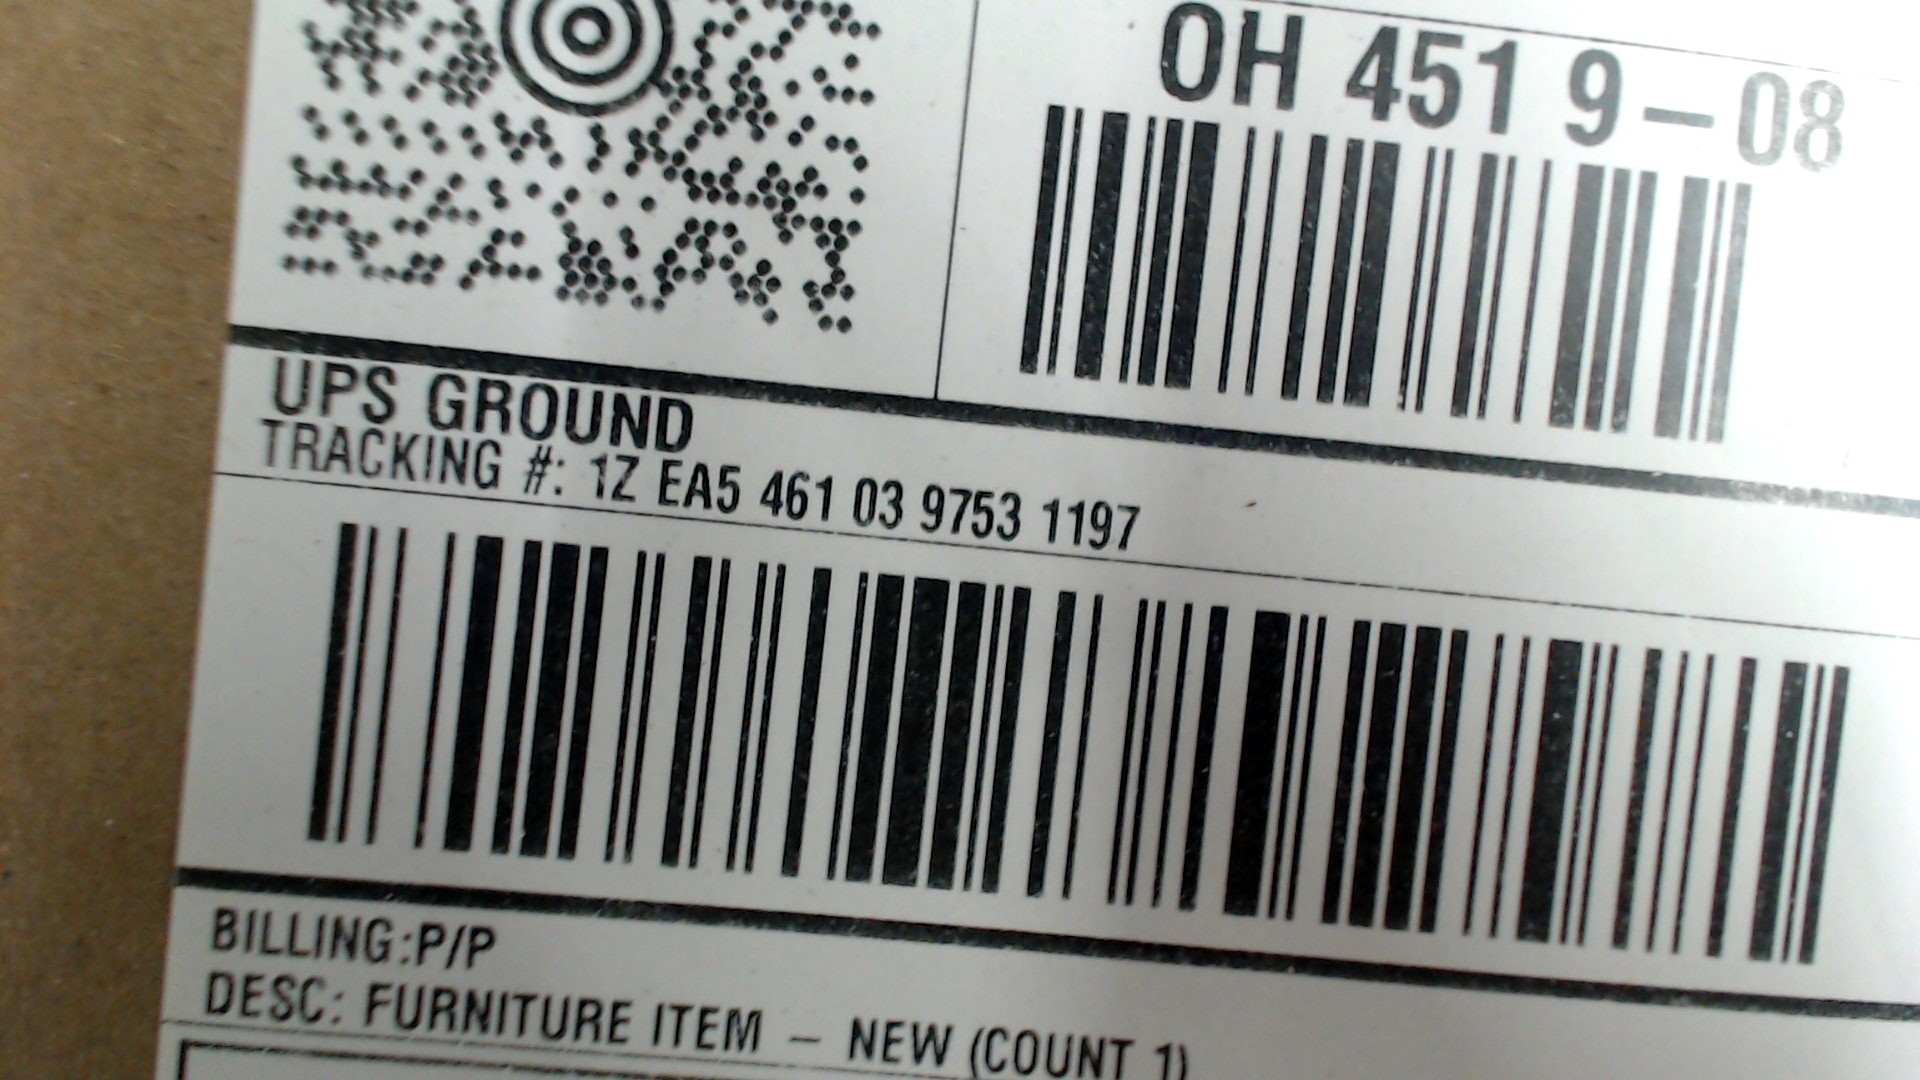 OH 451 9-08
UPS GROUND
TRACKING #: 1Z EA5 461 03 9753 1197
BILLING:P/P
DESC: FURNITURE ITEM - NEW (COUNT 1)